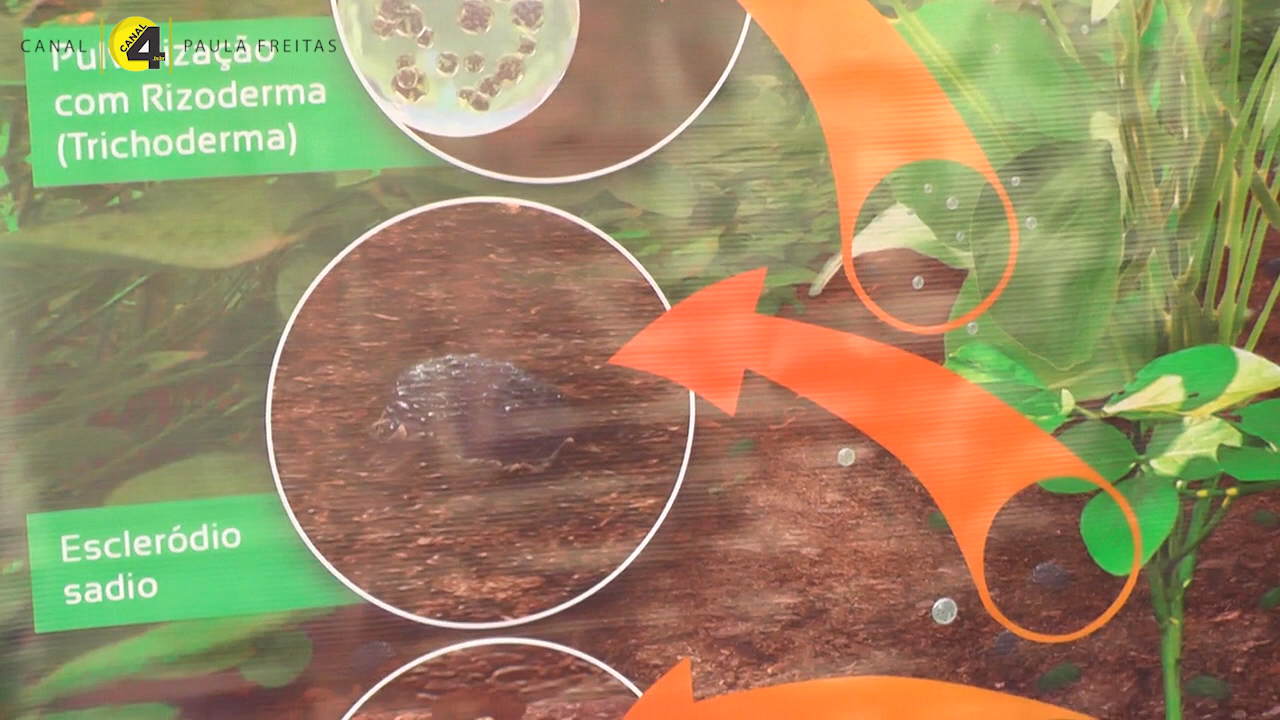 CANAL CANAL 4 PAULA FREITAS
com Rizoderma
(Trichoderma)
Escleródio
sadio